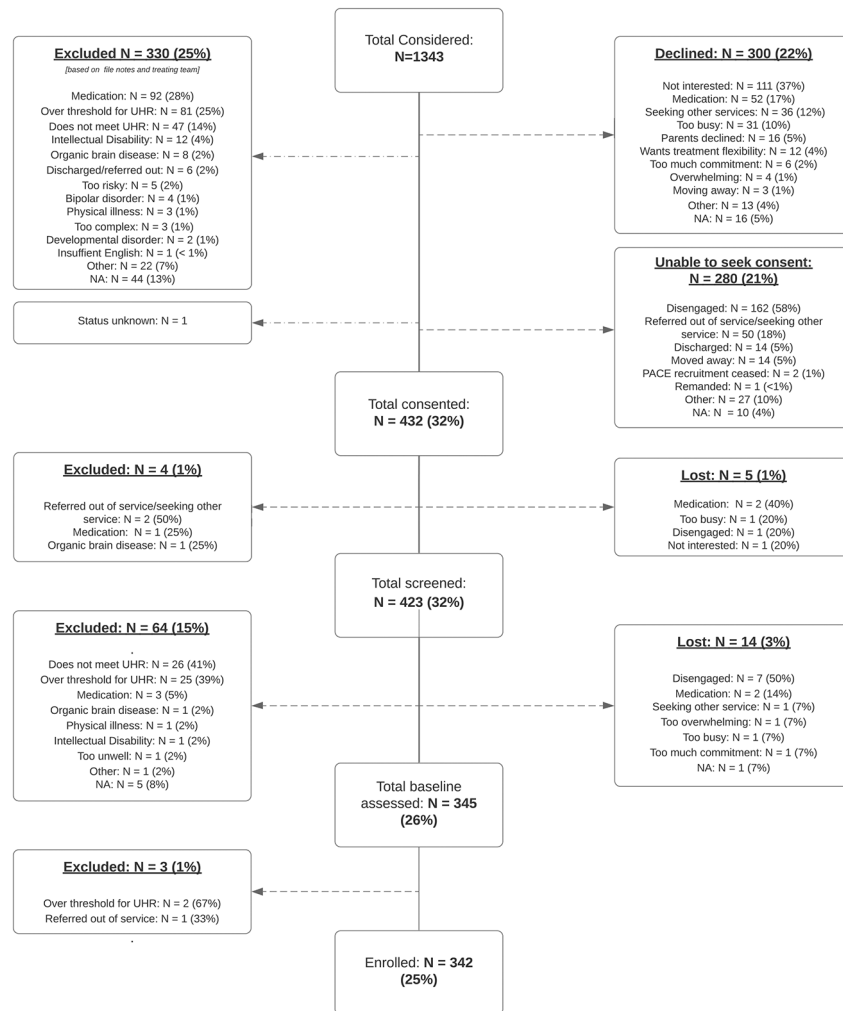 Total Considered:
N=1343
Excluded N = 330 (25%)
[based on file notes and treating team]
Medication: N = 92 (28%)
Over threshold for UHR: N = 81 (25%)
Does not meet UHR: N = 47 (14%)
Intellectual Disability: N = 12 (4%)
Organic brain disease: N = 8 (2%)
Discharged/referred out: N = 6 (2%)
Too risky: N = 5 (2%)
Bipolar disorder: N = 4 (1%)
Physical illness: N = 3 (1%)
Too complex: N = 3 (1%)
Developmental disorder: N = 2 (1%)
Insuffient English: N = 1 (< 1%)
Other: N = 22 (7%)
NA: N = 44 (13%)
Declined: N = 300 (22%)
Not interested: N = 111 (37%)
Medication: N = 52 (17%)
Seeking other services: N = 36 (12%)
Too busy: N = 31 (10%)
Parents declined: N = 16 (5%)
Wants treatment flexibility: N = 12 (4%)
Too much commitment: N = 6 (2%)
Overwhelming: N = 4 (1%)
Moving away: N = 3 (1%)
Other: N = 13 (4%)
NA: N = 16 (5%)
Status unknown: N = 1
Unable to seek consent:
N = 280 (21%)
Disengaged: N = 162 (58%)
Referred out of service/seeking other
service: N = 50 (18%)
Discharged: N = 14 (5%)
Moved away: N = 14 (5%)
PACE recruitment ceased: N = 2 (1%)
Remanded: N = 1 (<1%)
Other: N = 27 (10%)
NA: N = 10 (4%)
Total consented:
N = 432 (32%)
Excluded: N = 4 (1%)
Referred out of service/seeking other
service: N = 2 (50%)
Medication: N = 1 (25%)
Organic brain disease: N = 1 (25%)
Lost: N = 5 (1%)
Medication: N = 2 (40%)
Too busy: N = 1 (20%)
Disengaged: N = 1 (20%)
Not interested: N = 1 (20%)
Total screened:
N = 423 (32%)
Excluded: N = 64 (15%)
.
Does not meet UHR: N = 26 (41%)
Over threshold for UHR: N = 25 (39%)
Medication: N = 3 (5%)
Organic brain disease: N = 1 (2%)
Physical illness: N = 1 (2%)
Intellectual Disability: N = 1 (2%)
Too unwell: N = 1 (2%)
Other: N = 1 (2%)
NA: N = 5 (8%)
Lost: N = 14 (3%)
Disengaged: N = 7 (50%)
Medication: N = 2 (14%)
Seeking other service: N = 1 (7%)
Too overwhelming: N = 1 (7%)
Too busy: N = 1 (7%)
Too much commitment: N = 1 (7%)
NA: N = 1 (7%)
Total baseline
assessed: N = 345
(26%)
Excluded: N = 3 (1%)
Over threshold for UHR: N = 2 (67%)
Referred out of service: N = 1 (33%)
.
Enrolled: N = 342
(25%)